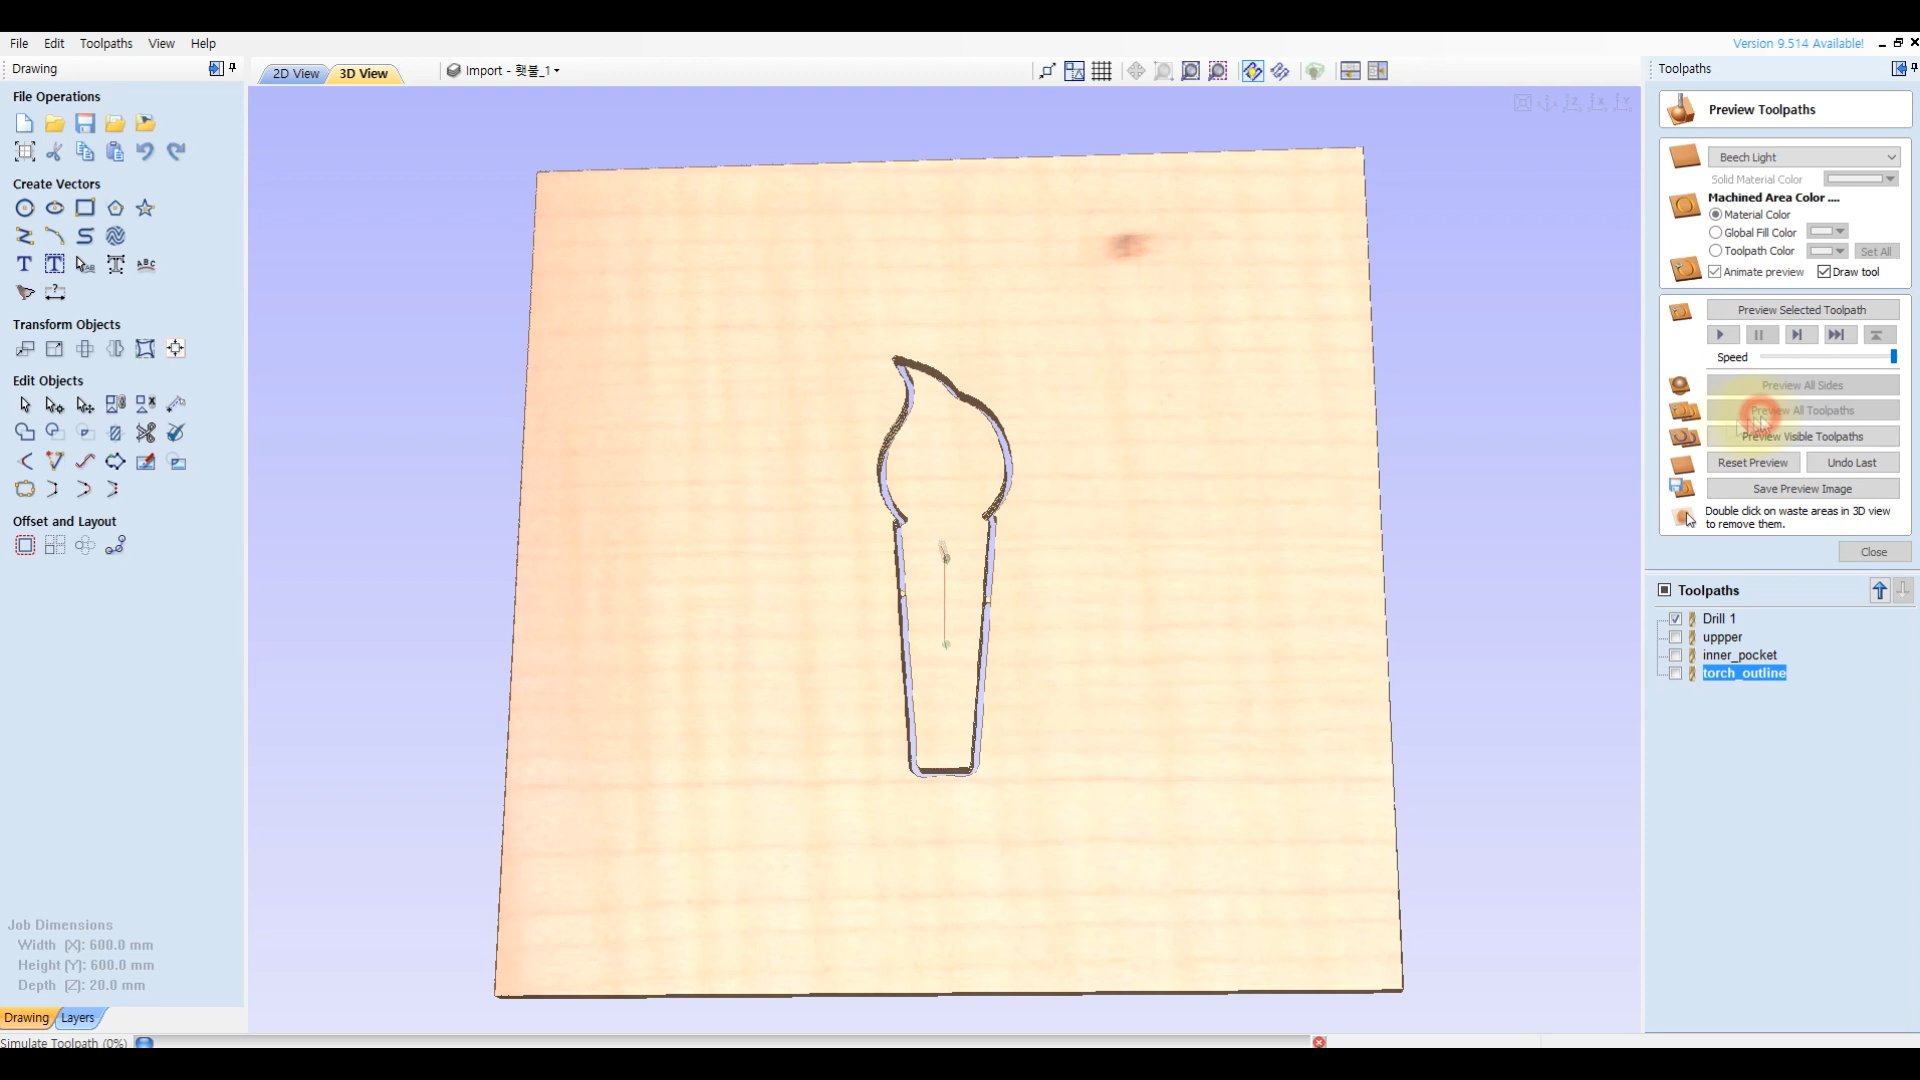 File Edit Toolpaths View Help
Version 9.514 Available!
Drawing
2D View
3D View
Import - 횃불_1
Toolpaths
File Operations
Create Vectors
Transform Objects
Edit Objects
Offset and Layout
Job Dimensions
Width (X): 600.0 mm
Height (Y): 600.0 mm
Depth (Z): 20.0 mm
Drawing Layers
Simulate Toolpath (0%)
Preview Toolpaths
Beech Light
Solid Material Color
Machined Area Color ....
Material Color
Global Fill Color
Toolpath Color Set All
Animate preview Draw tool
Preview Selected Toolpath
Speed
Preview All Sides
Preview All Toolpaths
Preview Visible Toolpaths
Reset Preview Undo Last
Save Preview Image
Double click on waste areas in 3D view
to remove them.
Close
Toolpaths
Drill 1
uppper
inner_pocket
torch_outline